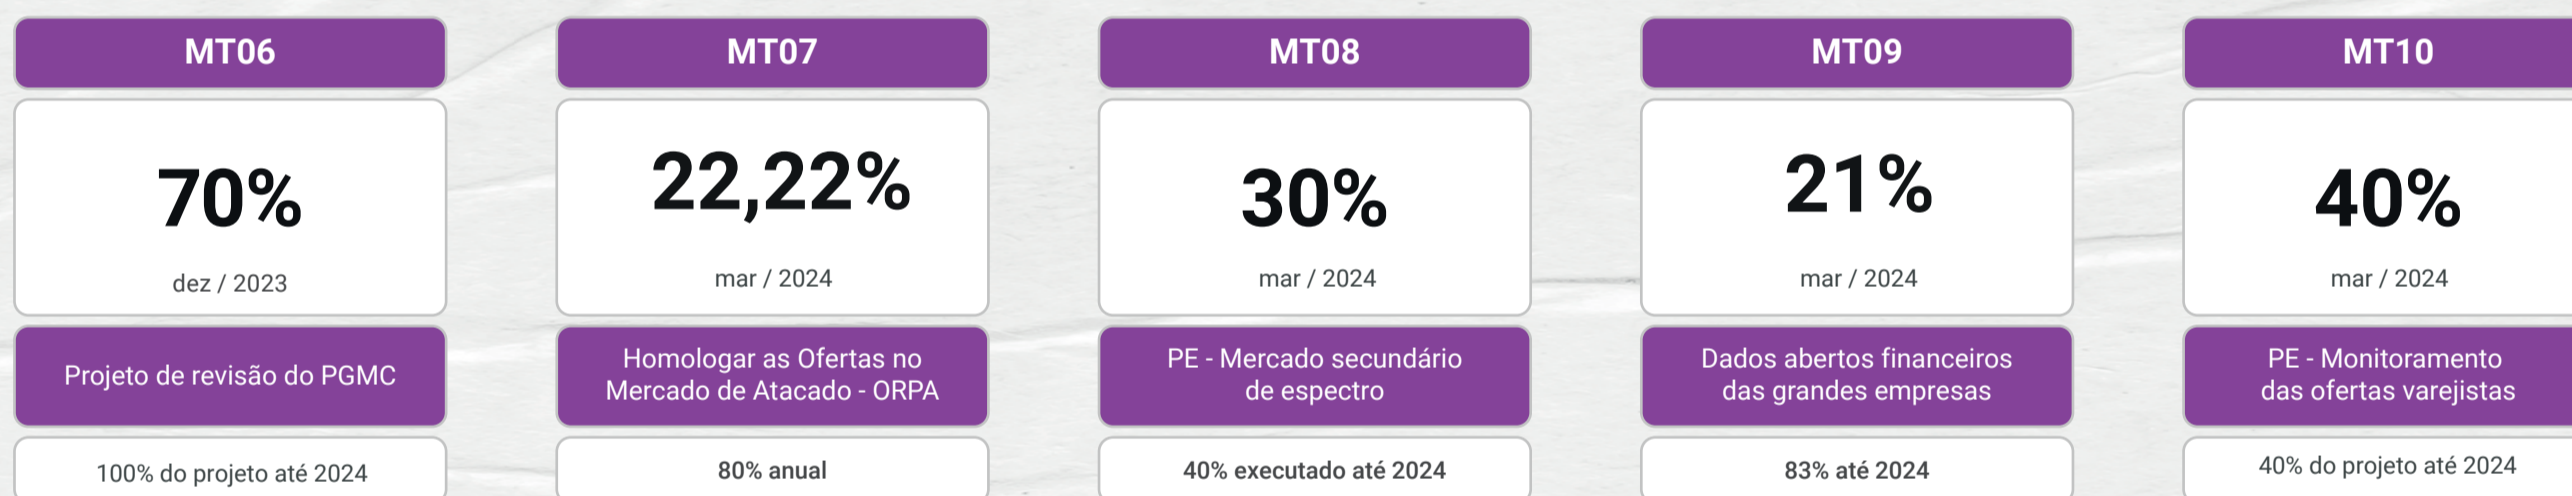 MT06
70%
dez / 2023
Projeto de revisão do PGMC
100% do projeto até 2024
MT07
22,22%
mar / 2024
Homologar as Ofertas no
Mercado de Atacado - ORPA
80% anual
MT08
30%
mar / 2024
PE - Mercado secundário
de espectro
40% executado até 2024
MT09
21%
mar / 2024
Dados abertos financeiros
das grandes empresas
83% até 2024
MT10
40%
mar / 2024
PE - Monitoramento
das ofertas varejistas
40% do projeto até 2024